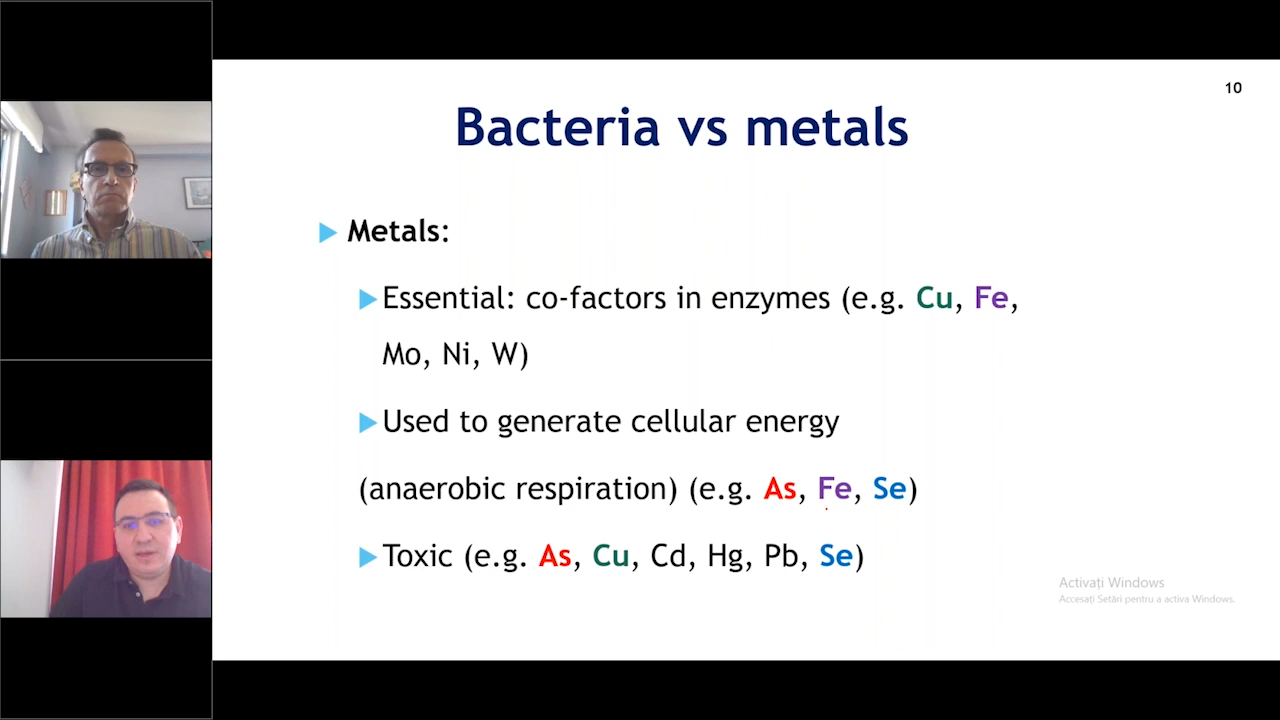 10
Bacteria vs metals
Metals:
Essential: co-factors in enzymes (e.g. Cu, Fe,
Mo, Ni, W)
Used to generate cellular energy
(anaerobic respiration) (e.g. As, Fe, Se)
Toxic (e.g. As, Cu, Cd, Hg, Pb, Se)
Activați Windows
Accesați Setări pentru a activa Windows.